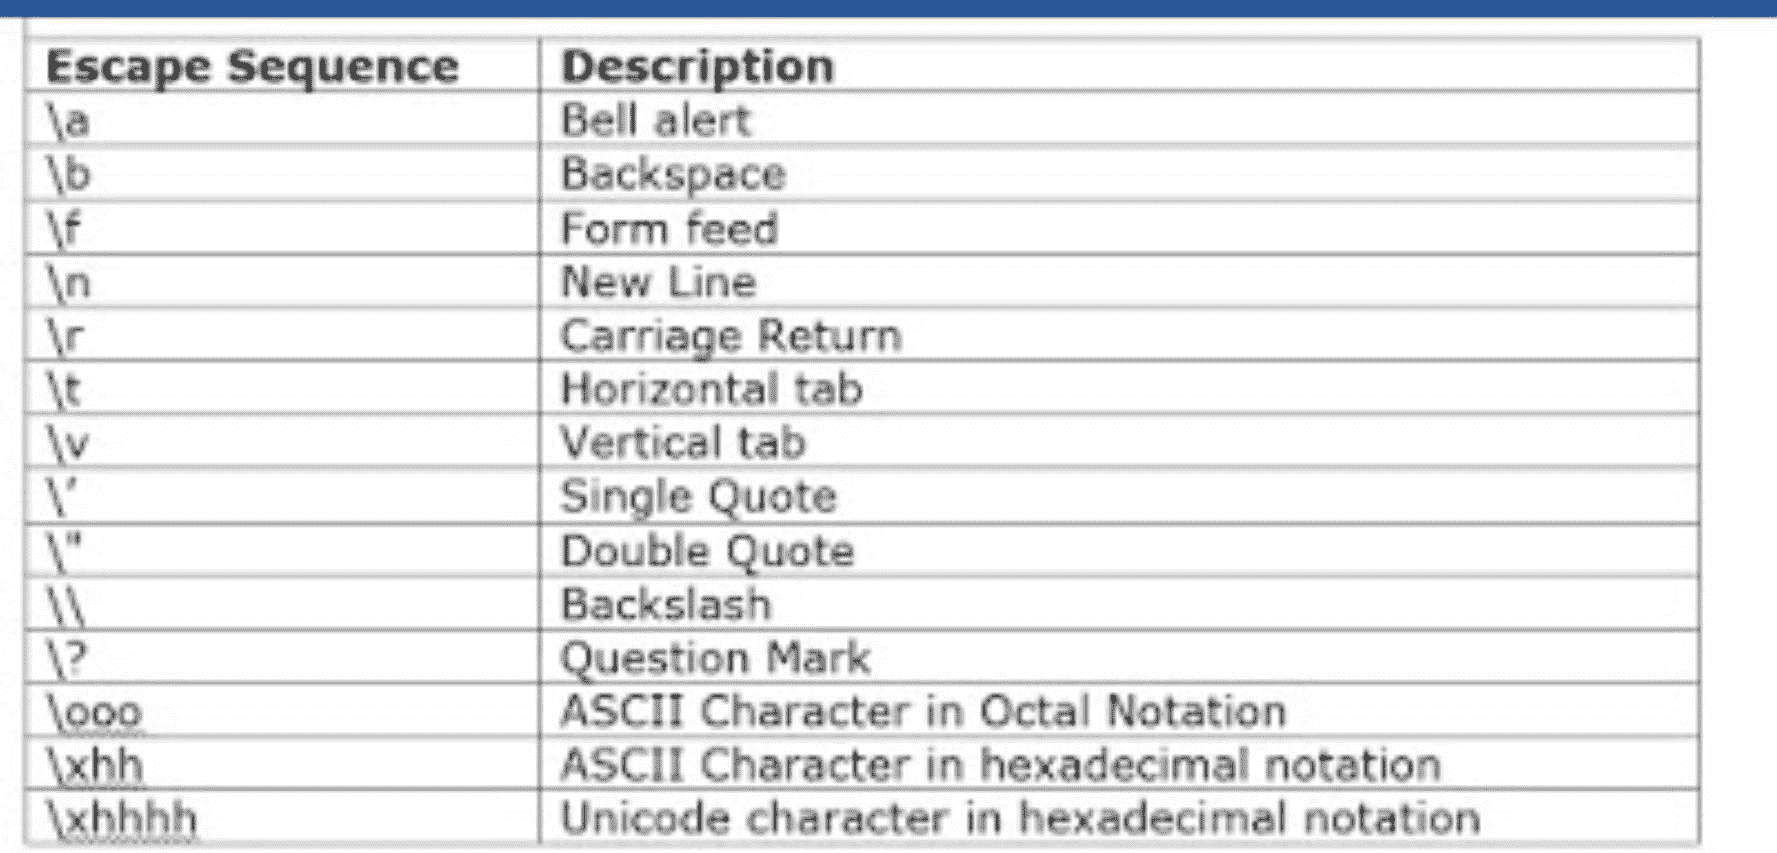 Escape Sequence Description
\a Bell alert
\b Backspace
\f Form feed
\n New Line
\r Carriage Return
\t Horizontal tab
\v Vertical tab
\’ Single Quote
\" Double Quote
\\ Backslash
\? Question Mark
\ooo ASCII Character in Octal Notation
\xhh ASCII Character in hexadecimal notation
\xhhhh Unicode character in hexadecimal notation